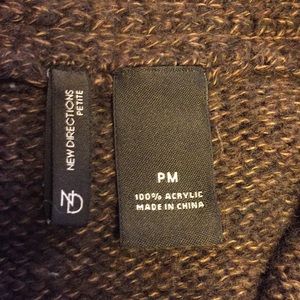 NEW DIRECTIONS
PETITE
ND
PM
100% ACRYLIC
MADE IN CHINA